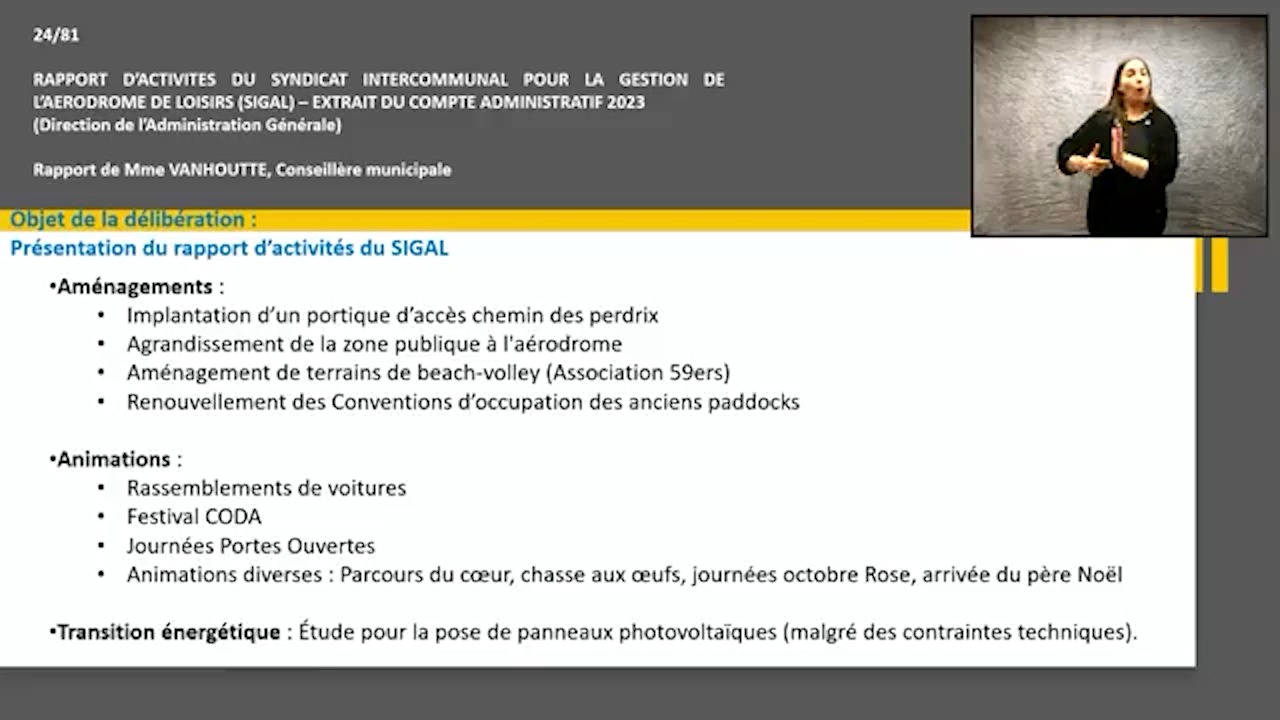 24/81
RAPPORT D'ACTIVITES DU SYNDICAT INTERCOMMUNAL POUR LA GESTION DE
L'AERODROME DE LOISIRS (SIGAL) – EXTRAIT DU COMPTE ADMINISTRATIF 2023
(Direction de l'Administration Générale)
Rapport de Mme VANHOUTTE, Conseillère municipale
Objet de la délibération :
Présentation du rapport d'activités du SIGAL
•Aménagements :
• Implantation d'un portique d'accès chemin des perdrix
• Agrandissement de la zone publique à l'aérodrome
• Aménagement de terrains de beach-volley (Association 59ers)
• Renouvellement des Conventions d'occupation des anciens paddocks
•Animations :
• Rassemblements de voitures
• Festival CODA
• Journées Portes Ouvertes
• Animations diverses : Parcours du cœur, chasse aux œufs, journées octobre Rose, arrivée du père Noël
•Transition énergétique : Étude pour la pose de panneaux photovoltaïques (malgré des contraintes techniques).